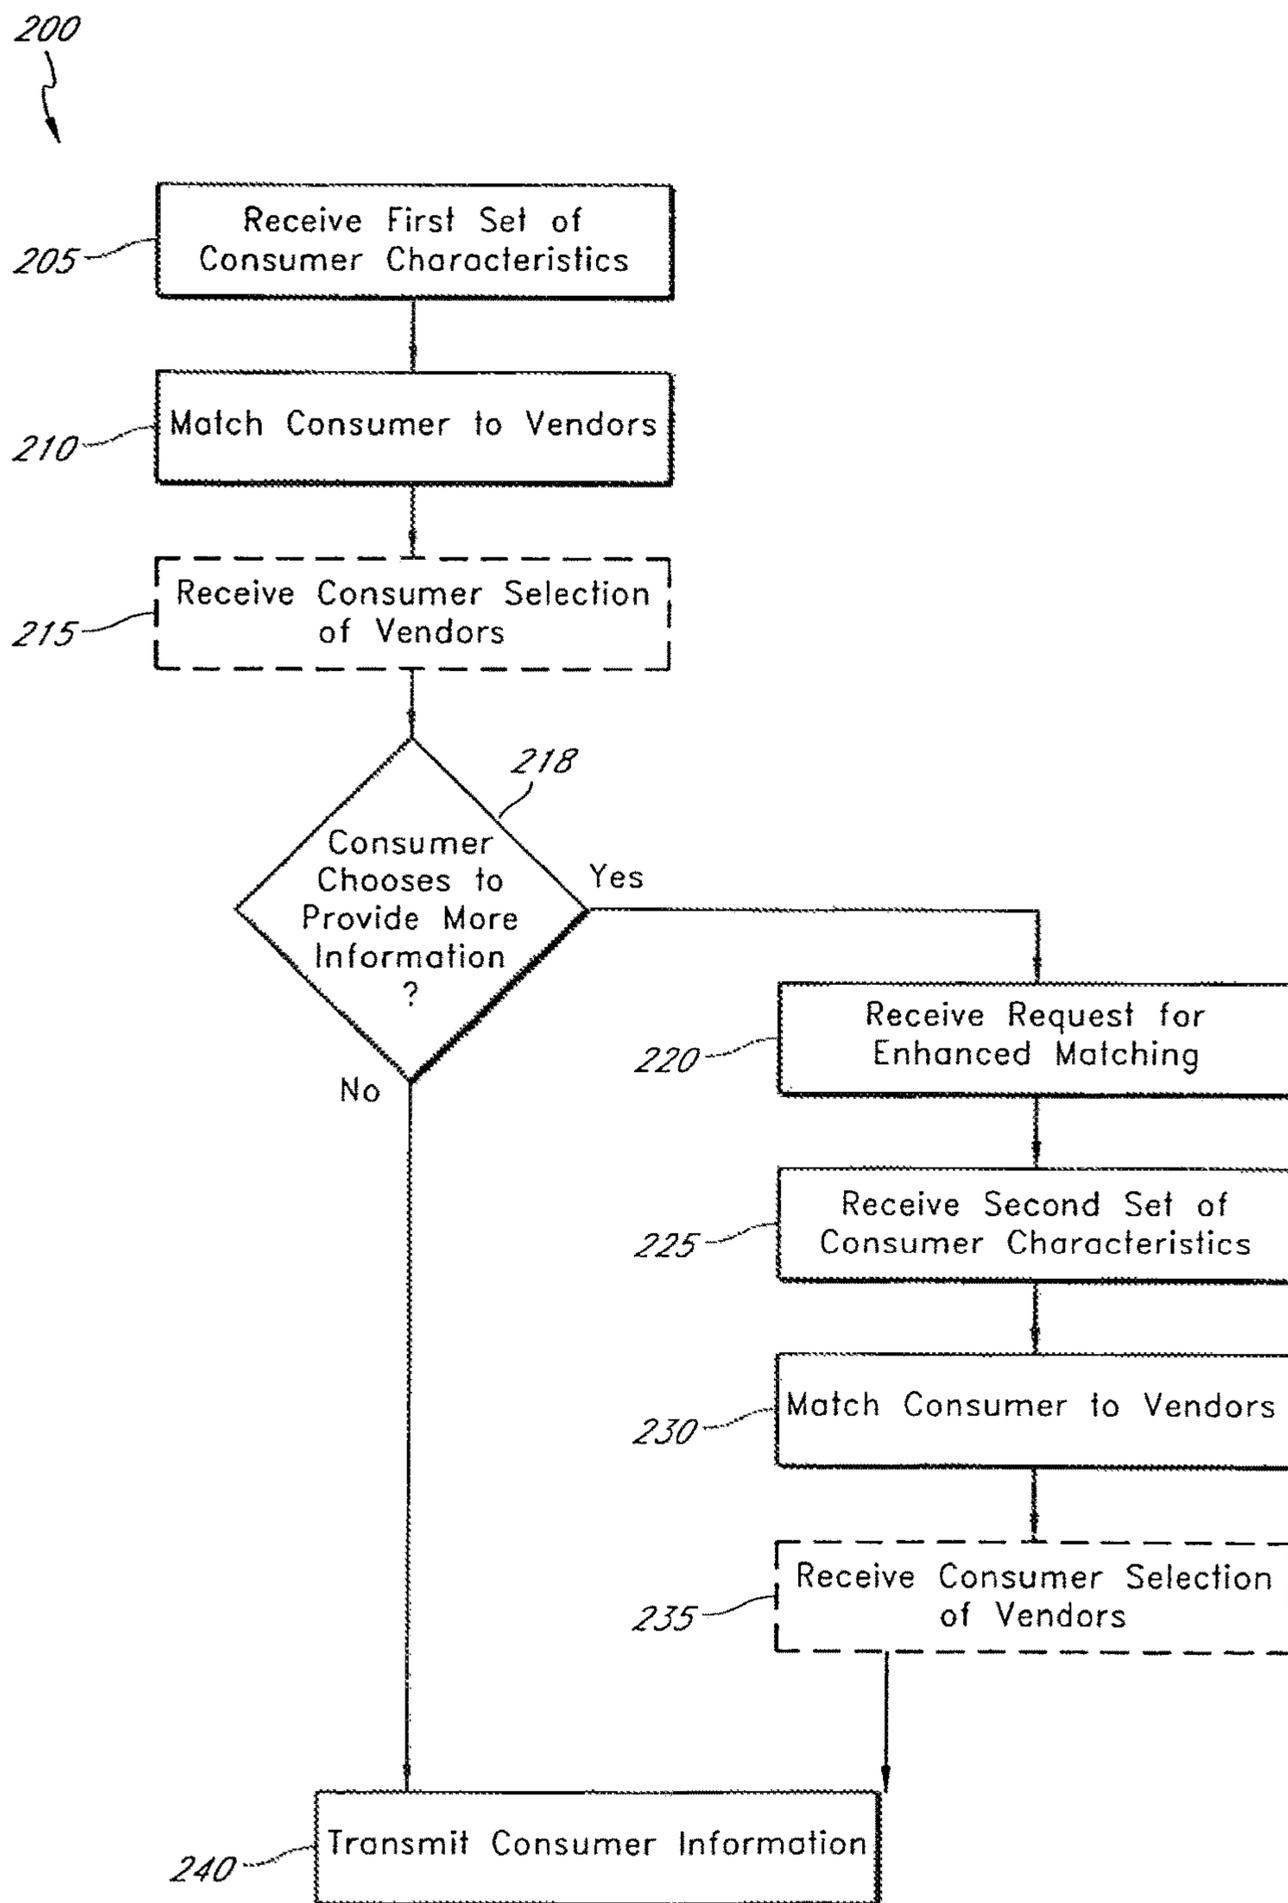 200
Receive First Set of
Consumer Characteristics
205
Match Consumer to Vendors
210
Receive Consumer Selection
of Vendors
215
218
Consumer
Chooses to
Provide More
Information
?
Yes
No
Receive Request for
Enhanced Matching
220
Receive Second Set of
Consumer Characteristics
225
Match Consumer to Vendors
230
Receive Consumer Selection
of Vendors
235
Transmit Consumer Information
240